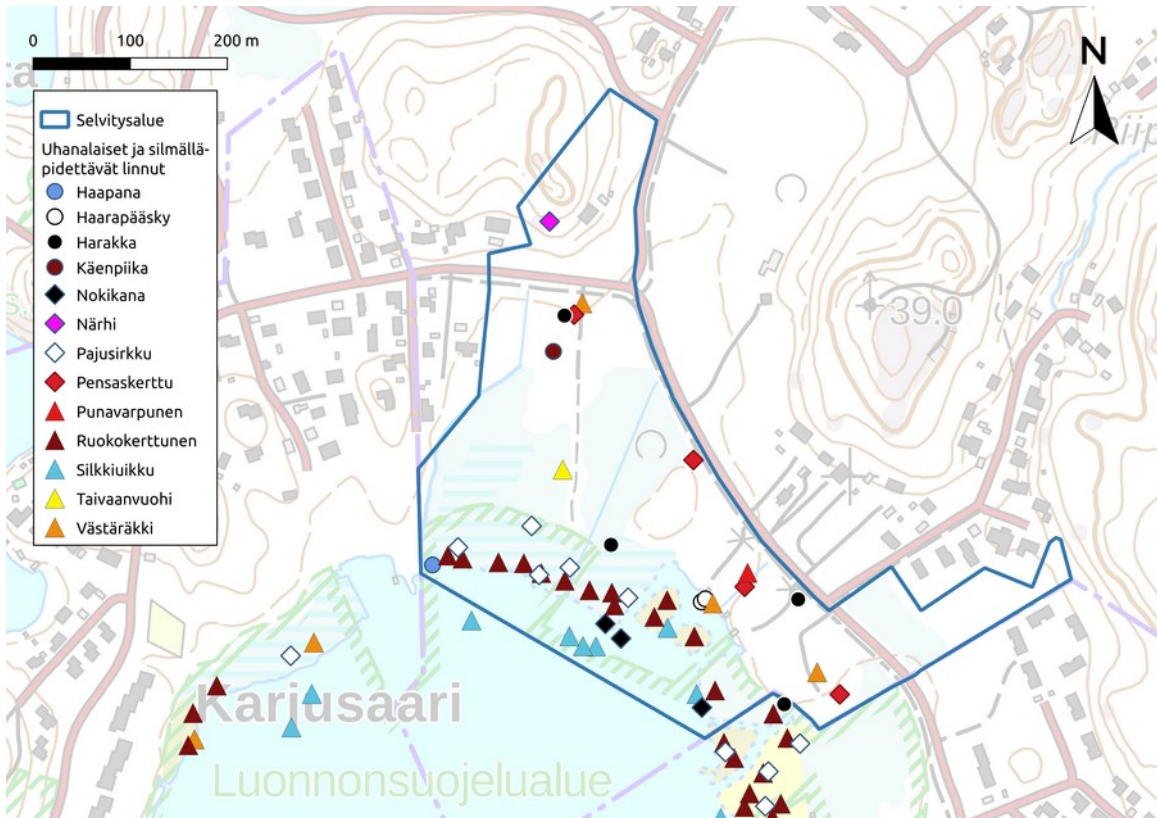 0 100 200 m
N
Selvitysalue
Uhanalaiset ja silmällä-
pidettävät linnut
Haapana
Haarapääsky
Harakka
Käenpiika
Nokikana
Närhi
Pajusirkku
Pensaskerttu
Punavarpunen
Ruokokerttunen
Silkkiuikku
Taivaanvuohi
Västäräkki
39.0
Karjusaari
Luonnonsuojelualue